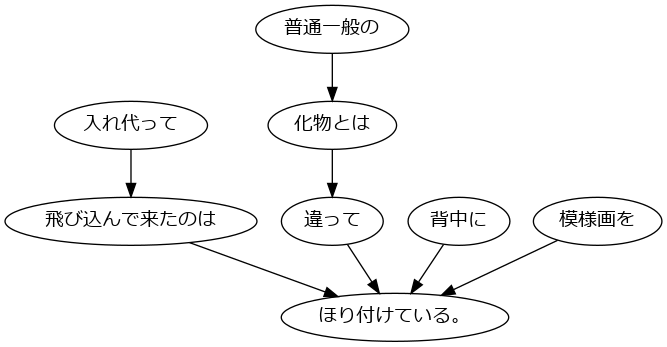 普通一般の
入れ代って
化物とは
飛び込んで来たのは
違って
背中に
模様画を
ほり付けている。